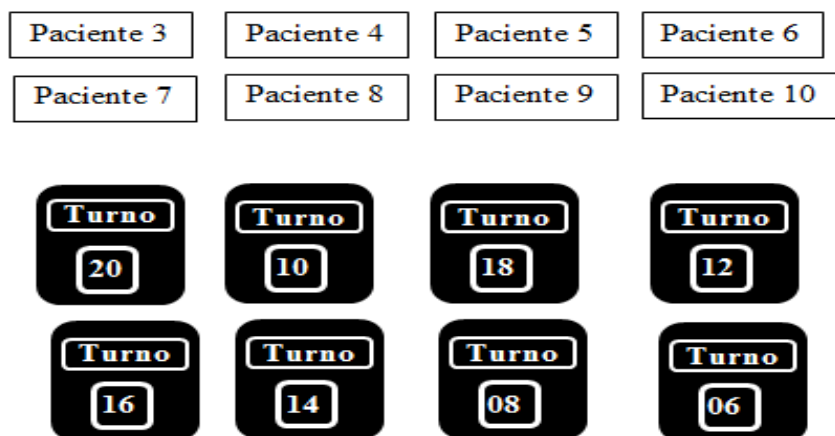 Paciente 3 Paciente 4 Paciente 5 Paciente 6
Paciente 7 Paciente 8 Paciente 9 Paciente 10
Turno Turno Turno Turno
20 10 18 12
Turno Turno Turno Turno
16 14 08 06